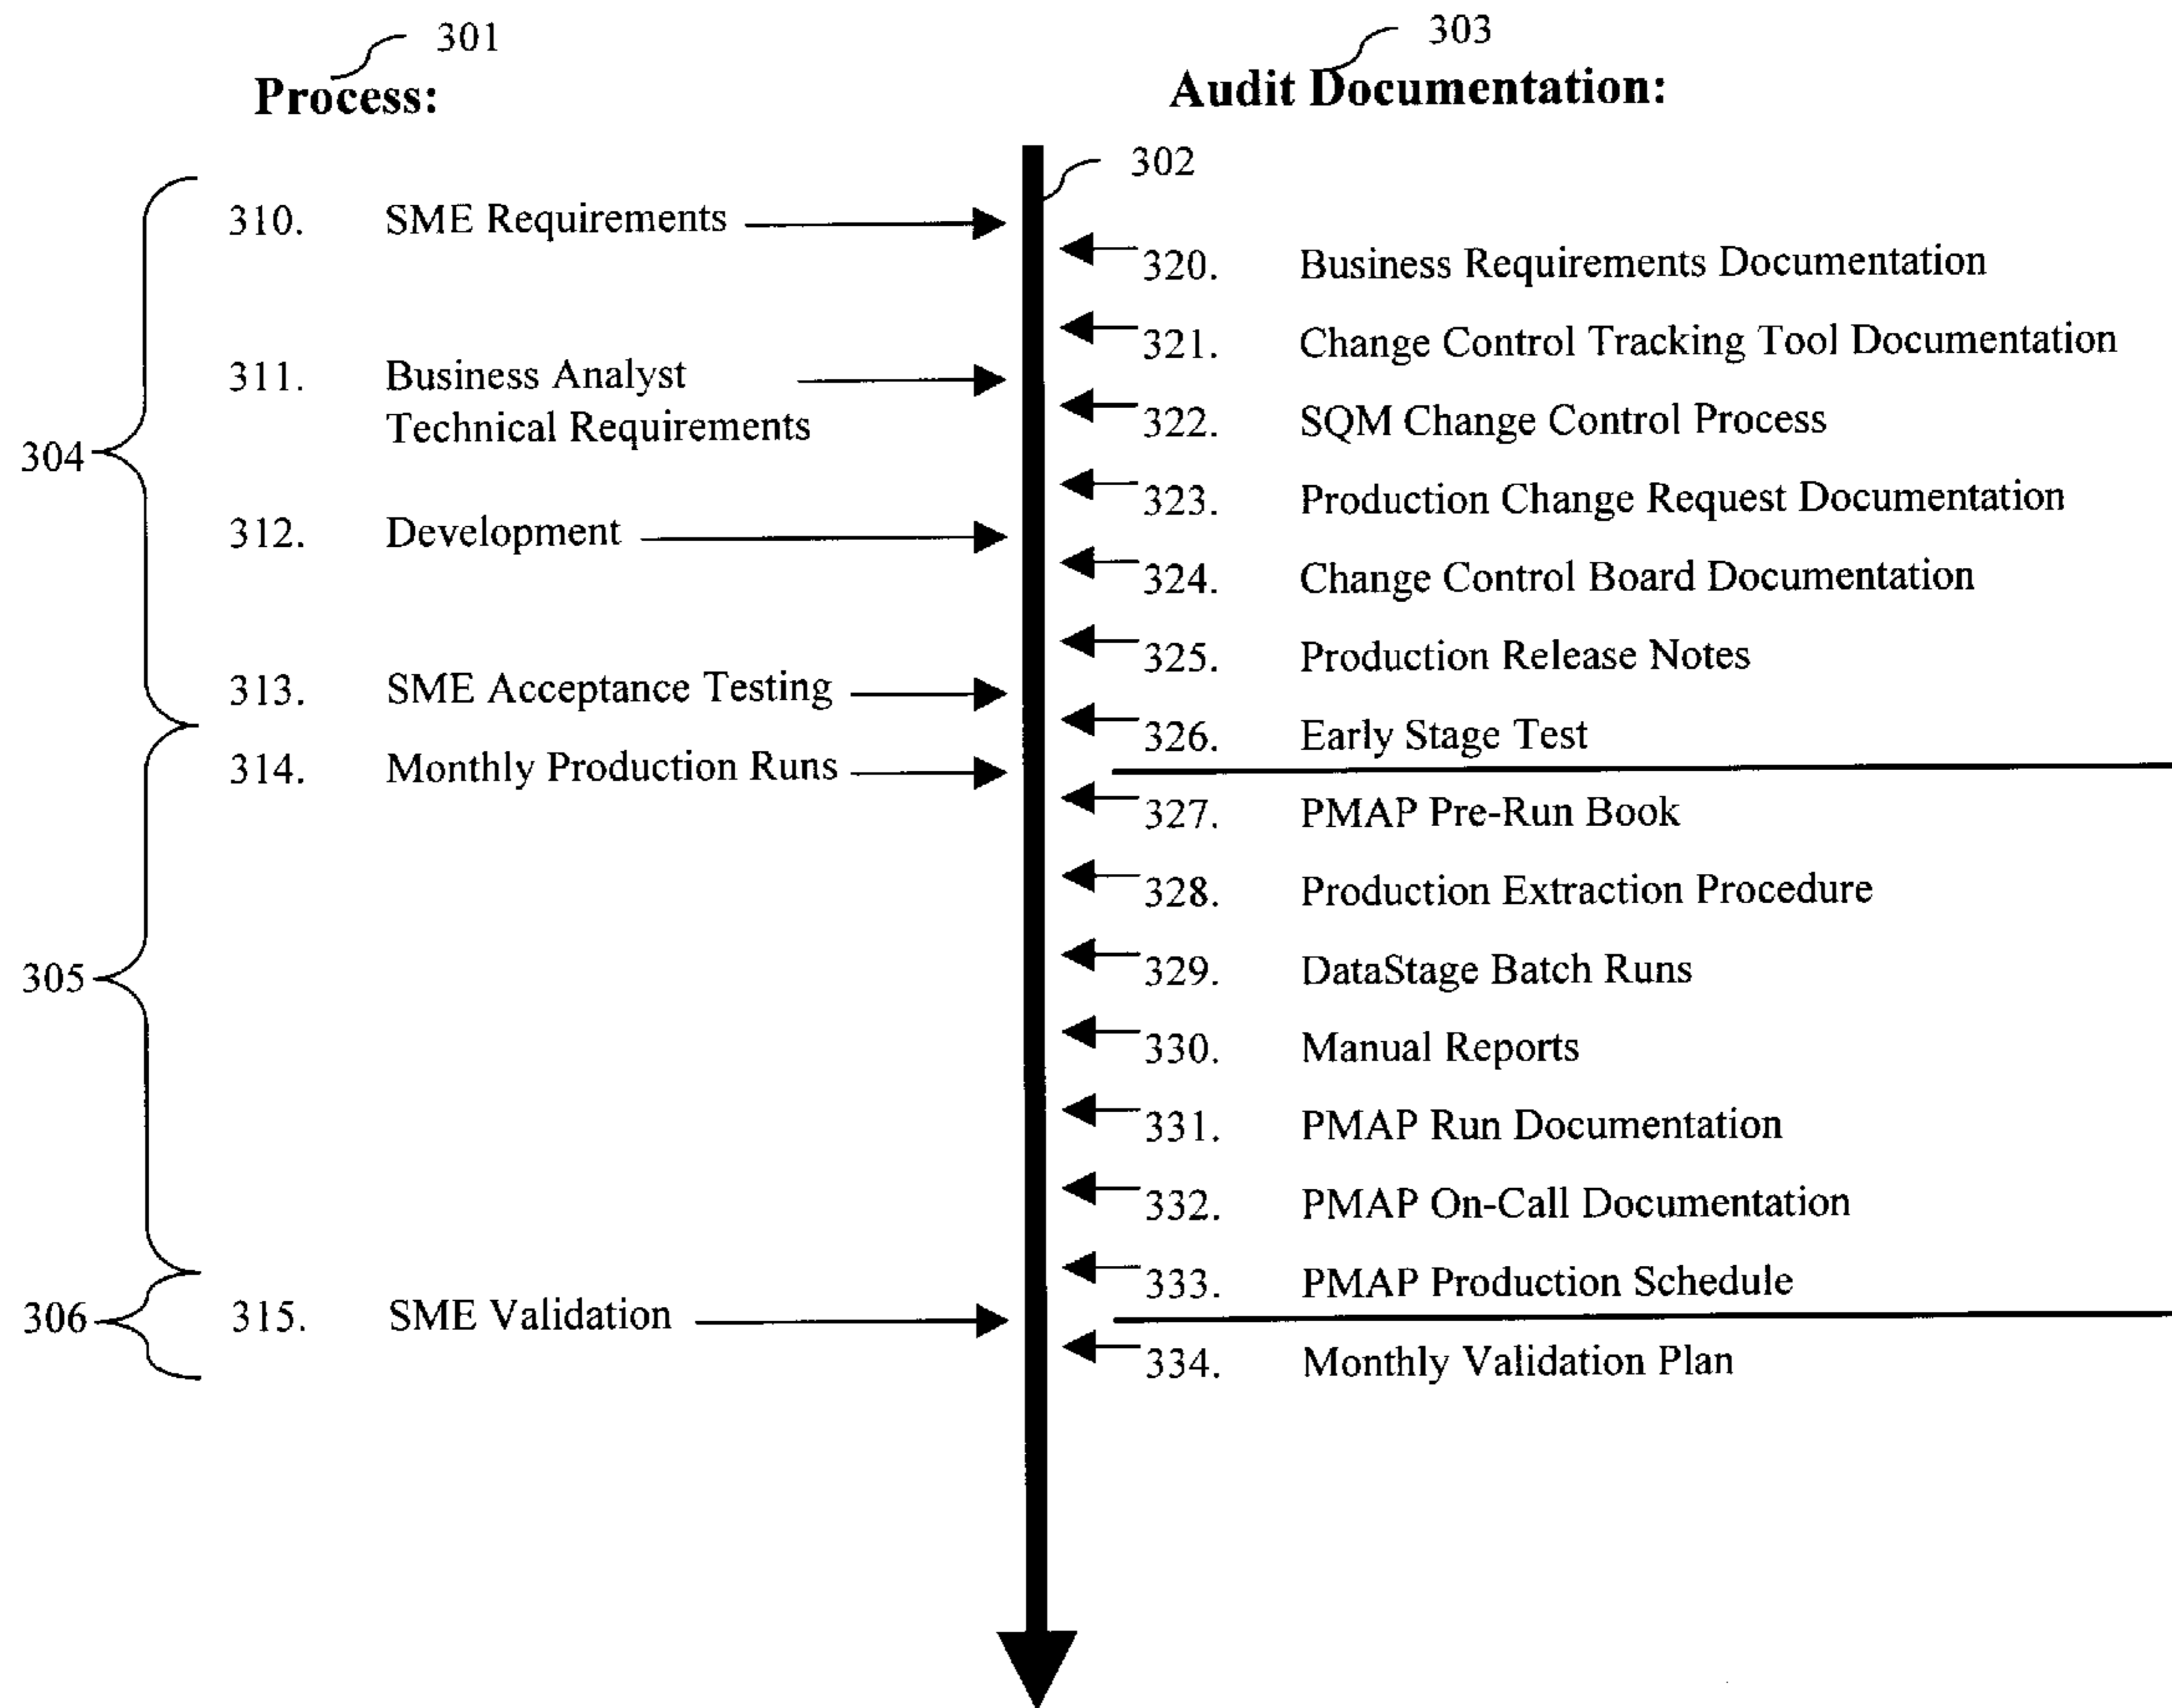 301
Process:
303
Audit Documentation:
302
310. SME Requirements
320. Business Requirements Documentation
321. Change Control Tracking Tool Documentation
311. Business Analyst
Technical Requirements
322. SQM Change Control Process
304
323. Production Change Request Documentation
312. Development
324. Change Control Board Documentation
325. Production Release Notes
313. SME Acceptance Testing
326. Early Stage Test
314. Monthly Production Runs
327. PMAP Pre-Run Book
328. Production Extraction Procedure
305
329. DataStage Batch Runs
330. Manual Reports
331. PMAP Run Documentation
332. PMAP On-Call Documentation
333. PMAP Production Schedule
306
315. SME Validation
334. Monthly Validation Plan